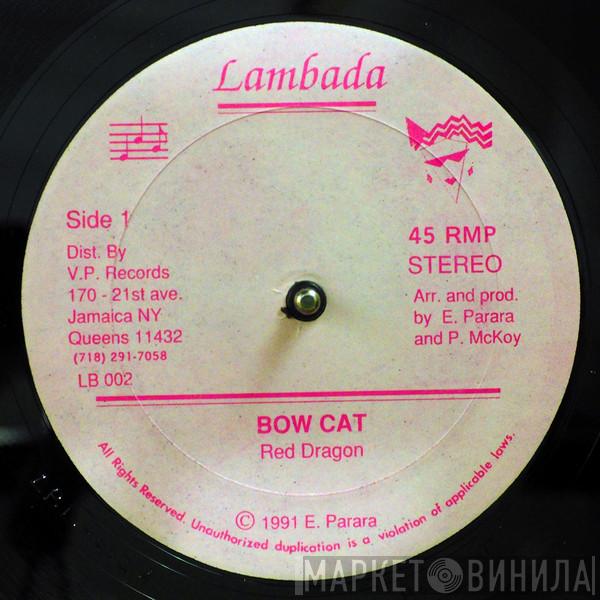 Lambada
Side 1
Dist. By
V.P. Records
170 - 21st ave.
Jamaica NY
Queens 11432
(718) 291-7058
LB 002
45 RMP
STEREO
Arr. and prod.
by E. Parara
and P. McKoy
BOW CAT
Red Dragon
© 1991 E. Parara
All Rights Reserved. Unauthorized duplication is a violation of applicable laws.
МАРКЕТ ВИНИЛА